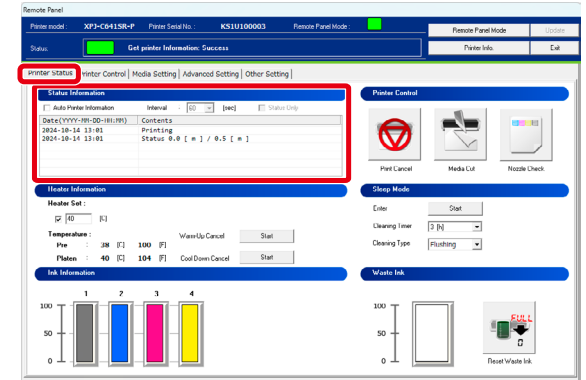 Remote Panel
Printer model : XPJ-C641SR-P Printer Serial No. : KS1U100003 Remote Panel Mode :
Remote Panel Mode Update
Status: Get printer Information: Success
Printer Info. Exit
Printer Status Printer Control Media Setting Advanced Setting Other Setting
Status Information
Auto Printer Information Interval : 60 [sec] Status Only
Date(YYYY-MM-DD-HH:MM) Contents
2024-10-14 13:01 Printing
2024-10-14 13:01 Status 0.0 [ m ] / 0.5 [ m ]
Printer Control
Print Cancel Media Cut Nozzle Check
Heater Information
Heater Set :
40 [C]
Temperature :
Pre : 38 [C] 100 [F]
Platen : 40 [C] 104 [F]
Warm-Up Cancel Start
Cool Down Cancel Start
Sleep Mode
Enter Start
Cleaning Timer 3 [h]
Cleaning Type Flushing
Ink Information
1 2 3 4
100
50
0
Waste Ink
100
50
0
FULL
0
Reset Waste Ink